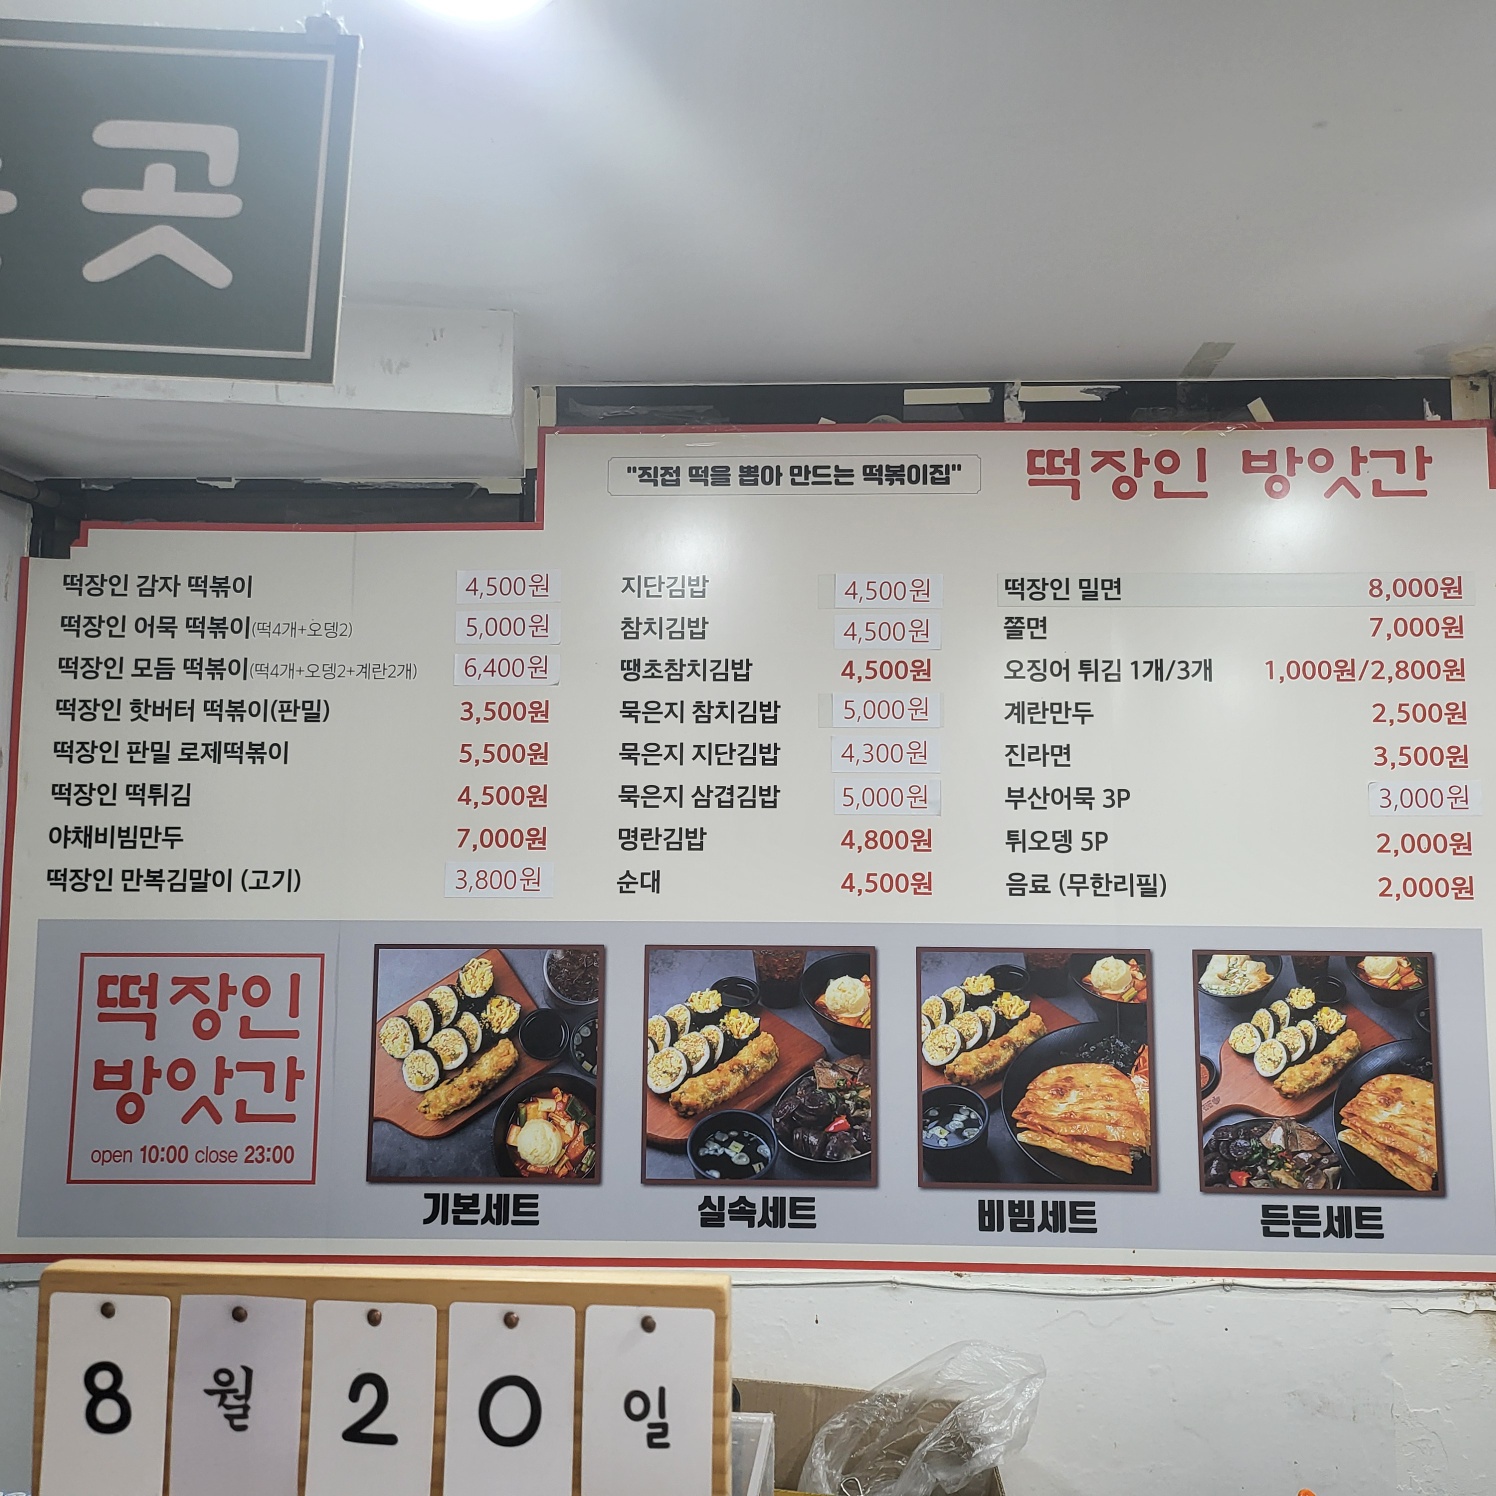 곳
"직접 떡을 뽑아 만드는 떡볶이집"
떡장인 방앗간
떡장인 감자 떡볶이 4,500원
떡장인 어묵 떡볶이(떡4개+오뎅2) 5,000원
떡장인 모듬 떡볶이(떡4개+오뎅2+계란2개) 6,400원
떡장인 핫버터 떡볶이(판밀) 3,500원
떡장인 판밀 로제떡볶이 5,500원
떡장인 떡튀김 4,500원
야채비빔만두 7,000원
떡장인 만복김말이 (고기) 3,800원
지단김밥 4,500원
참치김밥 4,500원
땡초참치김밥 4,500원
묵은지 참치김밥 5,000원
묵은지 지단김밥 4,300원
묵은지 삼겹김밥 5,000원
명란김밥 4,800원
순대 4,500원
떡장인 밀면 8,000원
쫄면 7,000원
오징어 튀김 1개/3개 1,000원/2,800원
계란만두 2,500원
진라면 3,500원
부산어묵 3P 3,000원
튀오뎅 5P 2,000원
음료 (무한리필) 2,000원
떡장인
방앗간
open 10:00 close 23:00
기본세트
실속세트
비빔세트
든든세트
8 월 2 0 일